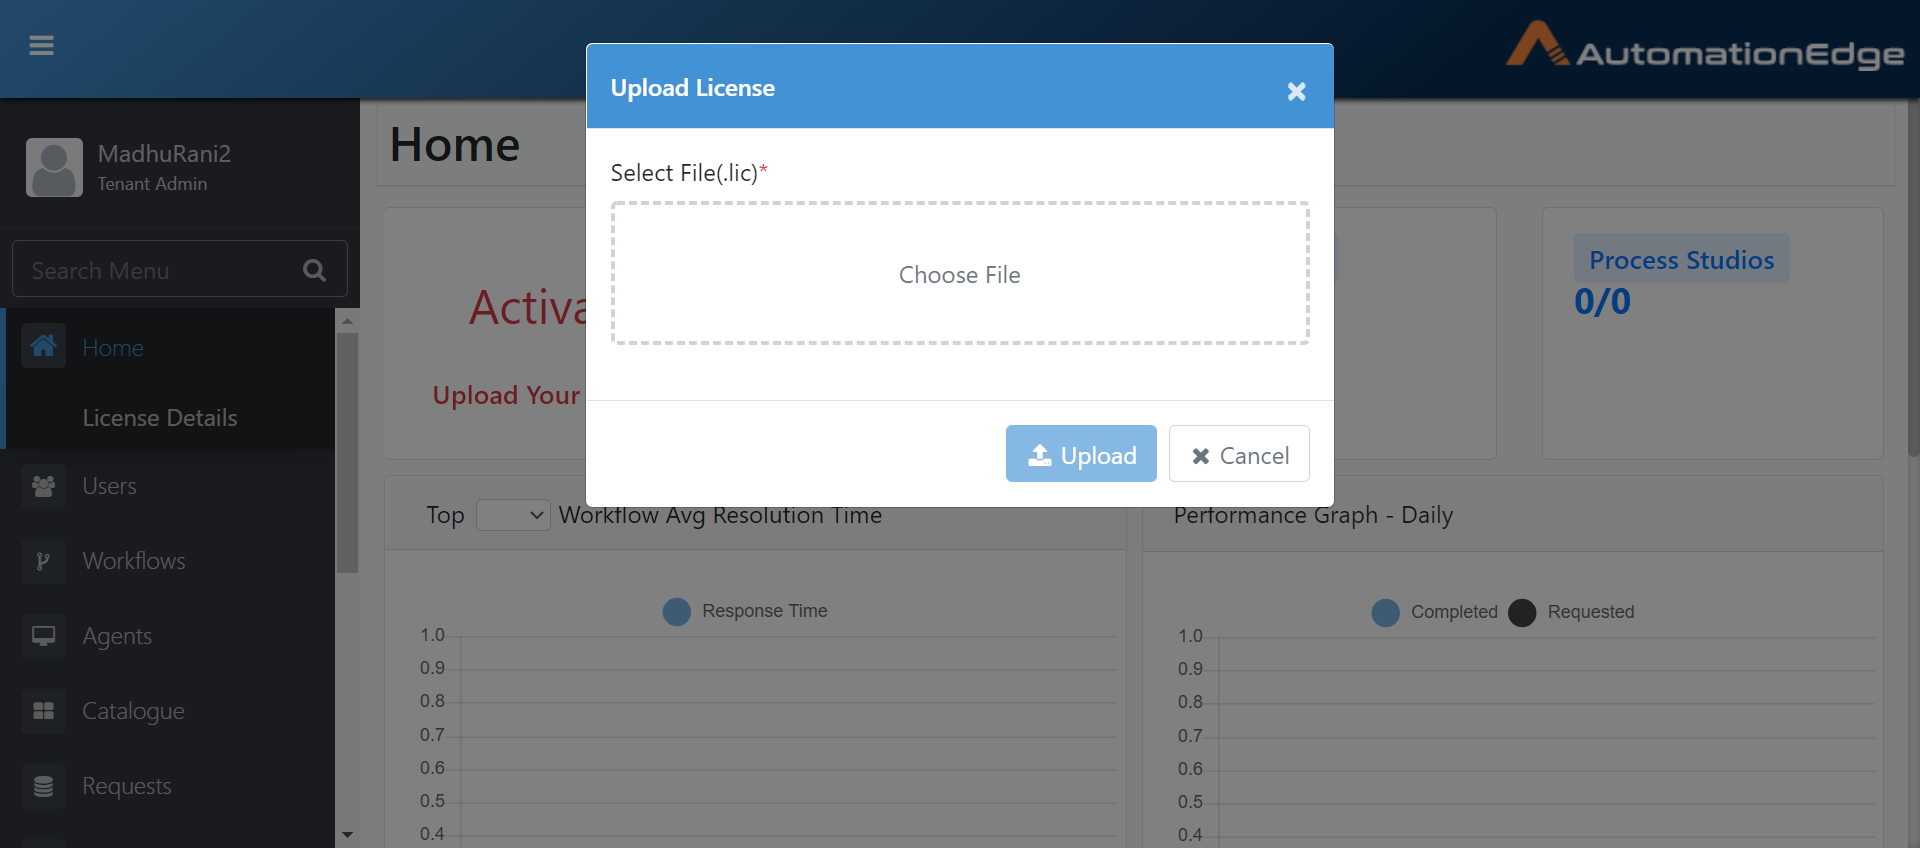 AutomationEdge
MadhuRani2
Tenant Admin
Search Menu
Home
License Details
Users
Workflows
Agents
Catalogue
Requests
Home
Upload License
Select File(.lic)*
Choose File
Upload
Cancel
Upload Your
Process Studios
0/0
Top
Workflow Avg Resolution Time
Response Time
1.0
0.9
0.8
0.7
0.6
0.5
0.4
Performance Graph - Daily
Completed
Requested
1.0
0.9
0.8
0.7
0.6
0.5
0.4